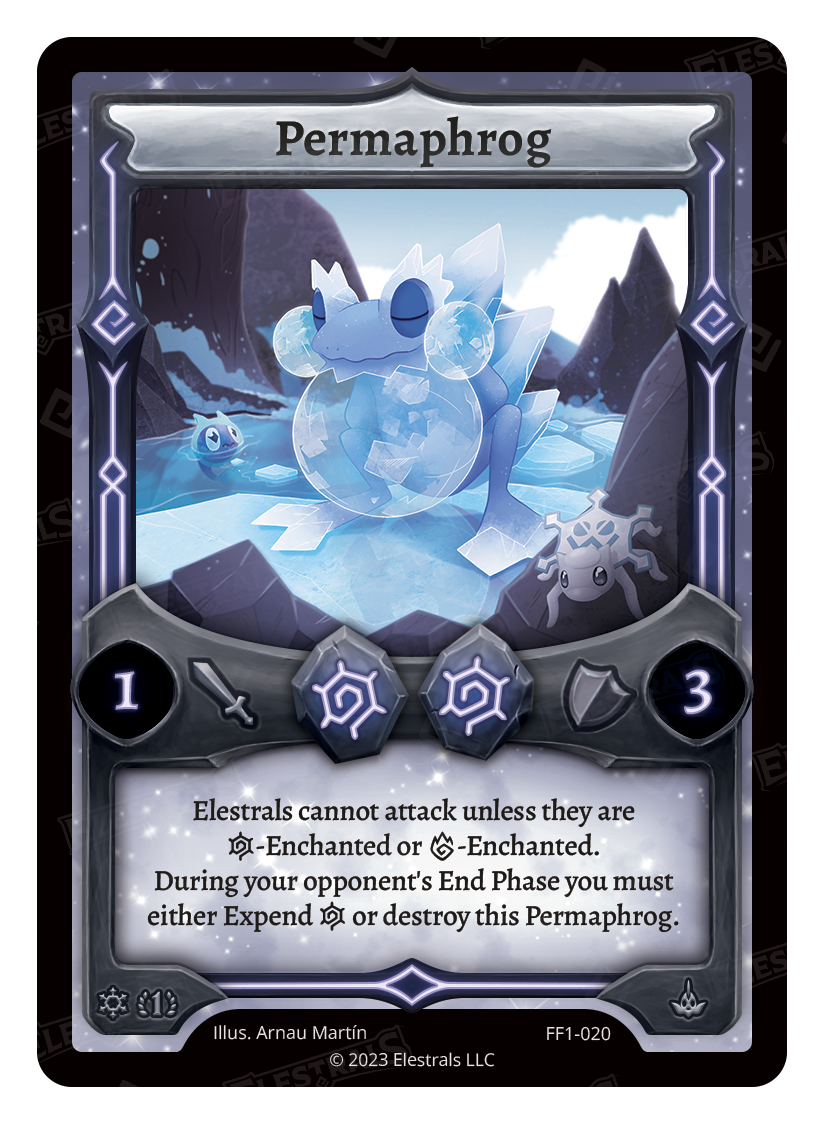 Permaphrog
1
3
Elestrals cannot attack unless they are
-Enchanted or -Enchanted.
During your opponent's End Phase you must
either Expend or destroy this Permaphrog.
1
Illus. Arnau Martín
FF1-020
© 2023 Elestrals LLC